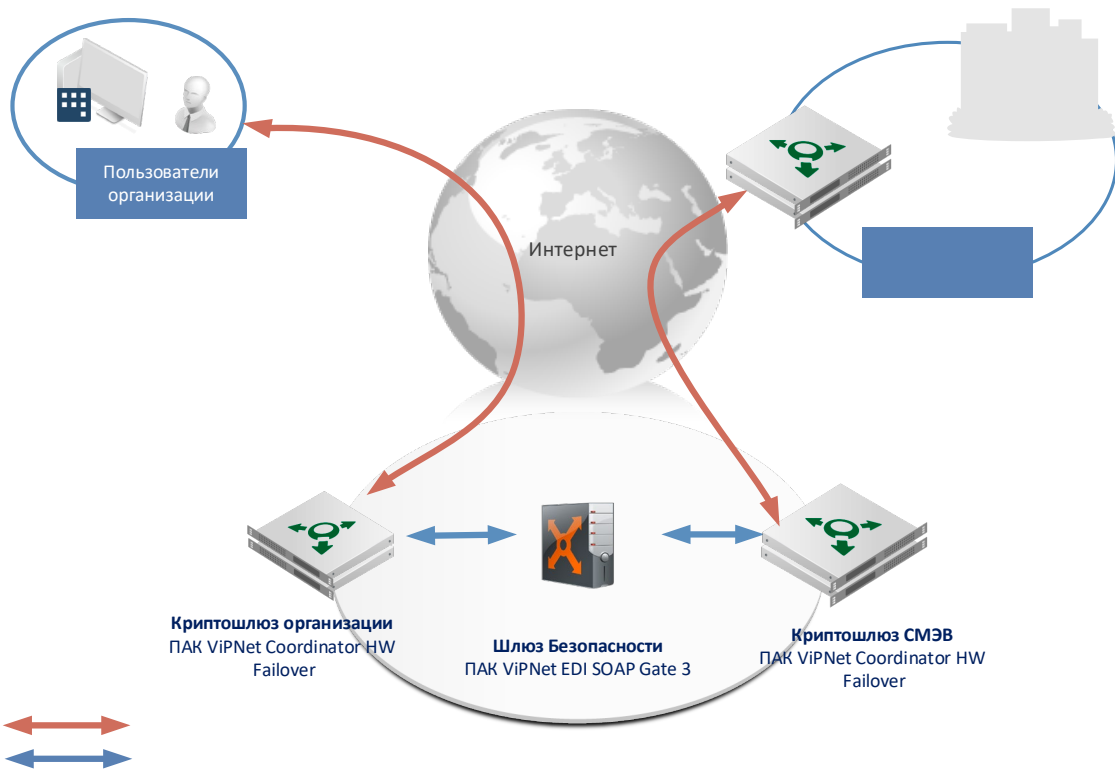 Пользователи
организации
Интернет
Криптошлюз организации
ПАК ViPNet Coordinator HW
Failover
Шлюз Безопасности
ПАК ViPNet EDI SOAP Gate 3
Криптошлюз СМЭВ
ПАК ViPNet Coordinator HW
Failover